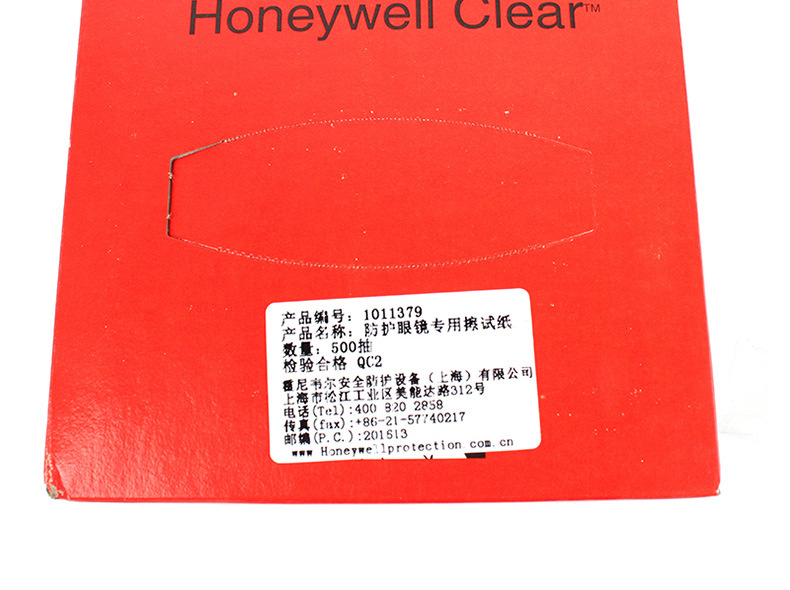 Honeywell Clear™
产品编号: 1011379
产品名称: 防护眼镜专用擦试纸
数量: 500抽
检验合格 QC2
霍尼韦尔安全防护设备（上海）有限公司
上海市松江工业区美能达路312号
电话(Tel):400 820 2858
传真(fax):+86-21-57740217
邮编(P.C.):201613
www Honeywellprotection.com.cn